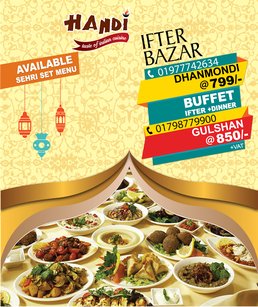 HANDI
taste of Indian cuisine
IFTER
BAZAR
AVAILABLE
SEHRI SET MENU
01977742634
DHANMONDI
@ 799/-
BUFFET
IFTER +DINNER
01798779900
GULSHAN
@ 850/-
+VAT